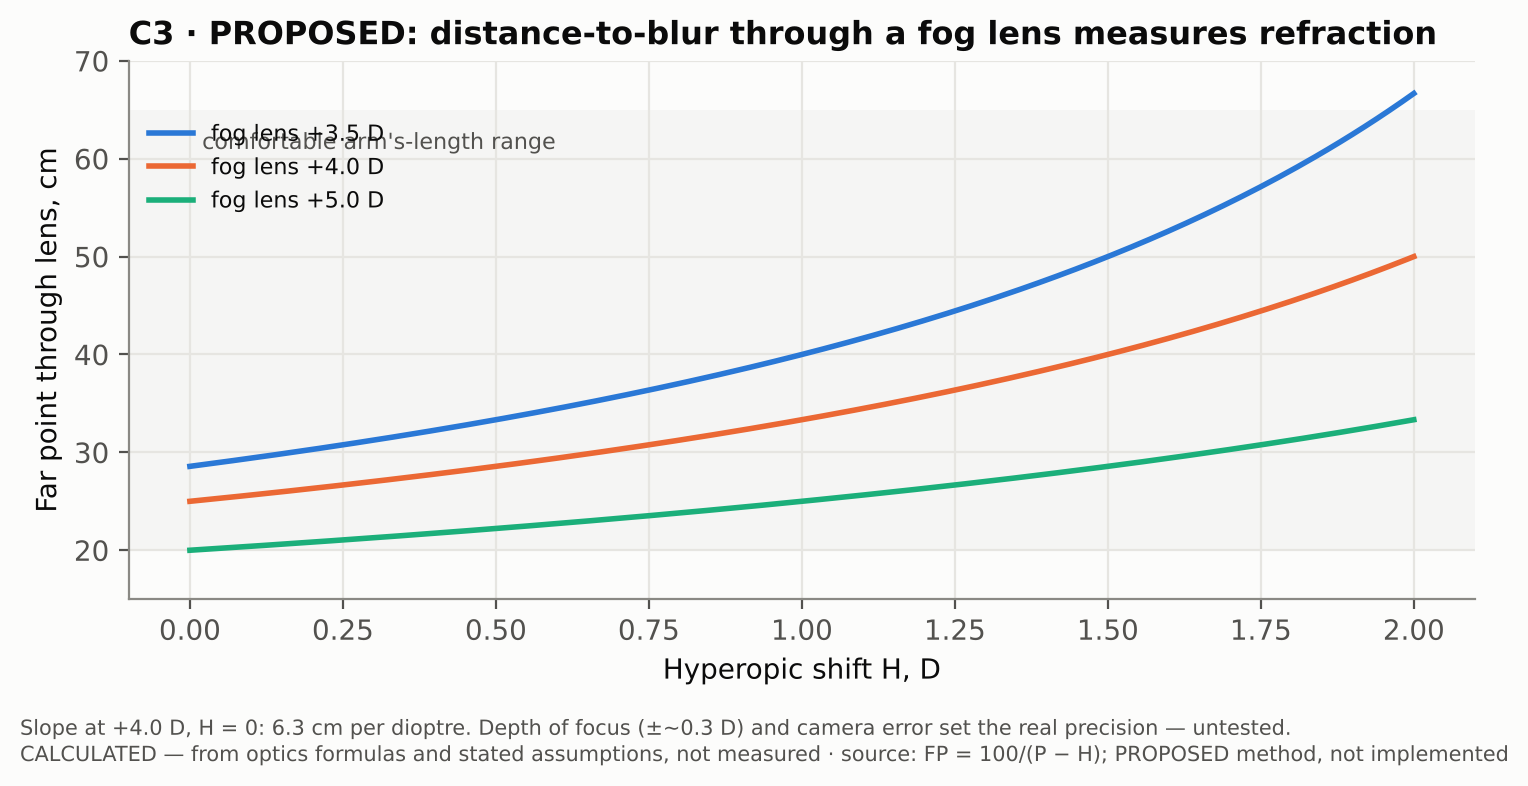 C3 · PROPOSED: distance-to-blur through a fog lens measures refraction
70
60
50
40
30
20
Far point through lens, cm
fog lens +3.5 D
comfortable arm's-length range
fog lens +4.0 D
fog lens +5.0 D
0.00 0.25 0.50 0.75 1.00 1.25 1.50 1.75 2.00
Hyperopic shift H, D
Slope at +4.0 D, H = 0: 6.3 cm per dioptre. Depth of focus (±~0.3 D) and camera error set the real precision — untested.
CALCULATED — from optics formulas and stated assumptions, not measured · source: FP = 100/(P − H); PROPOSED method, not implemented